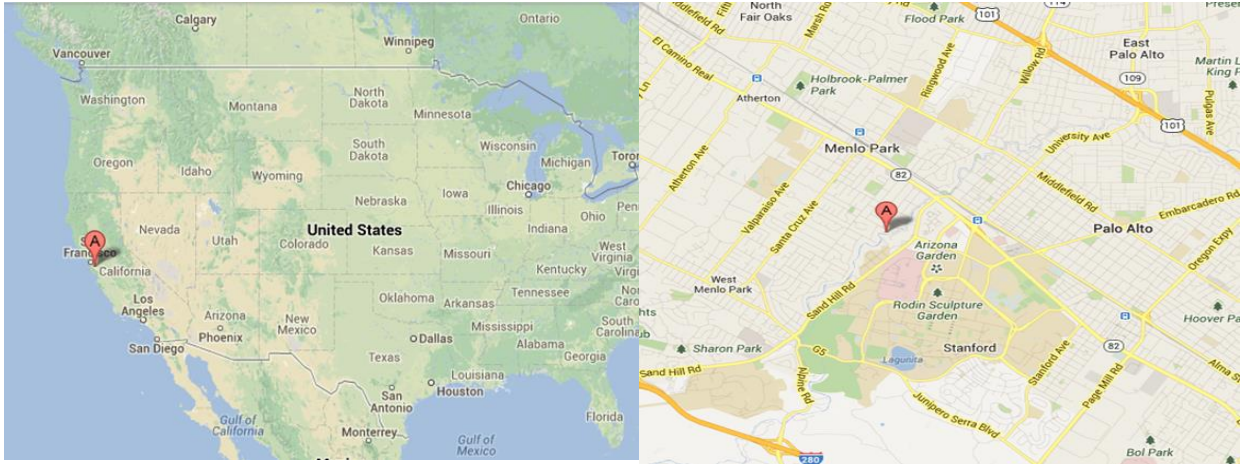 Calgary
Ontario
Vancouver
Winnipeg
Washington
Montana
North
Dakota
Minnesota
Oregon
Idaho
Wyoming
South
Dakota
Wisconsin
Michigan
Toro
Chicago
Iowa
Nebraska
Illinois
Ohio
Indiana
Nevada
Utah
Colorado
United States
Kansas
Missouri
West
Virginia
Kentucky
A
Francisco
California
Los
Angeles
Arizona
Phoenix
New
Mexico
Oklahoma
Arkansas
Tennessee
Mississippi
Alabama
South
Carolina
Georgia
San Diego
Dallas
Texas
Louisiana
Houston
San
Antonio
Florida
Gulf of
California
Monterrey
Gulf of
Mexico
North
Fair Oaks
Marsh Rd
Flood Park
101
114
East
Palo Alto
109
Middlefield Rd
El Camino Real
Holbrook-Palmer
Park
Ringwood Ave
Willow Rd
Pulgas Ave
Atherton
101
University Ave
Menlo Park
82
Atherton Ave
Valparaiso Ave
Santa Cruz Ave
Middlefield Rd
Embarcadero Rd
A
Palo Alto
Oregon Expy
Arizona
Garden
West
Menlo Park
Sand Hill Rd
Rodin Sculpture
Garden
Hoover Pa
Sharon Park
G5
Lagunita
Stanford
82
Sand Hill Rd
Alpine Rd
Stanford Ave
Page Mill Rd
Alma S
Junipero Serra Blvd
280
Bol Park